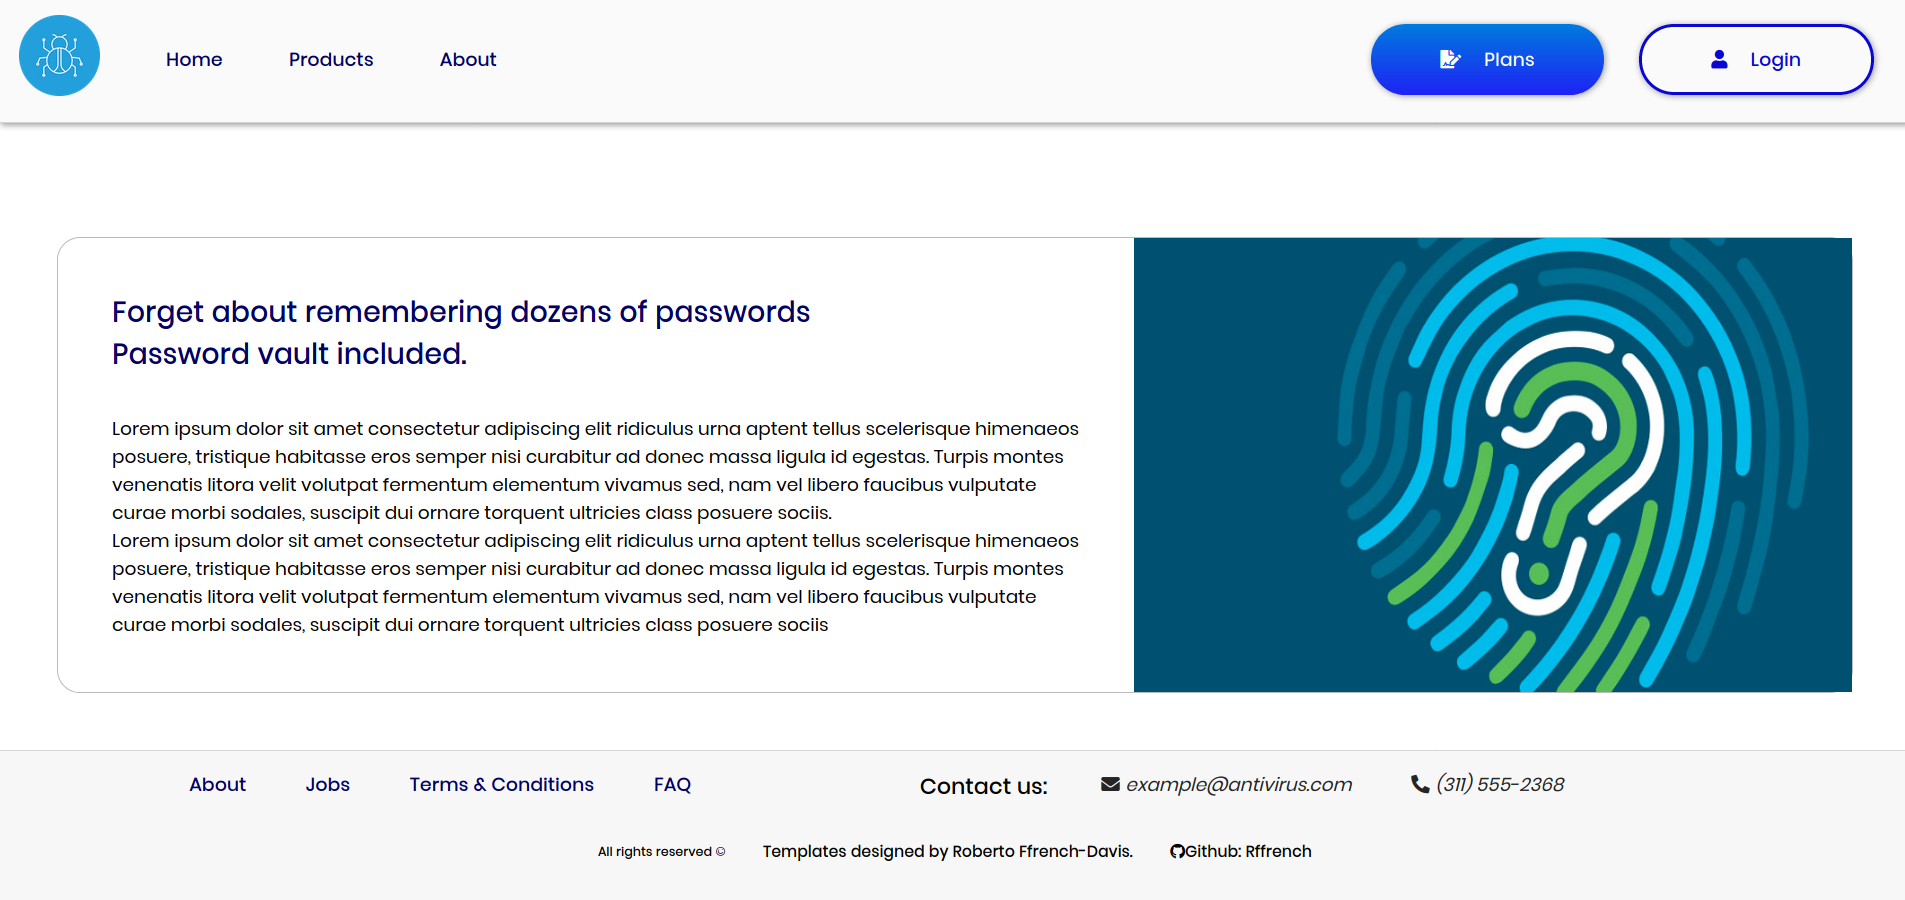 Home
Products
About
Plans
Login
Forget about remembering dozens of passwords
Password vault included.
Lorem ipsum dolor sit amet consectetur adipiscing elit ridiculus urna aptent tellus scelerisque himenaeos
posuere, tristique habitasse eros semper nisi curabitur ad donec massa ligula id egestas. Turpis montes
venenatis litora velit volutpat fermentum elementum vivamus sed, nam vel libero faucibus vulputate
curae morbi sodales, suscipit dui ornare torquent ultricies class posuere sociis.
Lorem ipsum dolor sit amet consectetur adipiscing elit ridiculus urna aptent tellus scelerisque himenaeos
posuere, tristique habitasse eros semper nisi curabitur ad donec massa ligula id egestas. Turpis montes
venenatis litora velit volutpat fermentum elementum vivamus sed, nam vel libero faucibus vulputate
curae morbi sodales, suscipit dui ornare torquent ultricies class posuere sociis
About
Jobs
Terms & Conditions
FAQ
Contact us:
example@antivirus.com
(311) 555-2368
All rights reserved ©
Templates designed by Roberto Ffrench-Davis.
Github: Rffrench